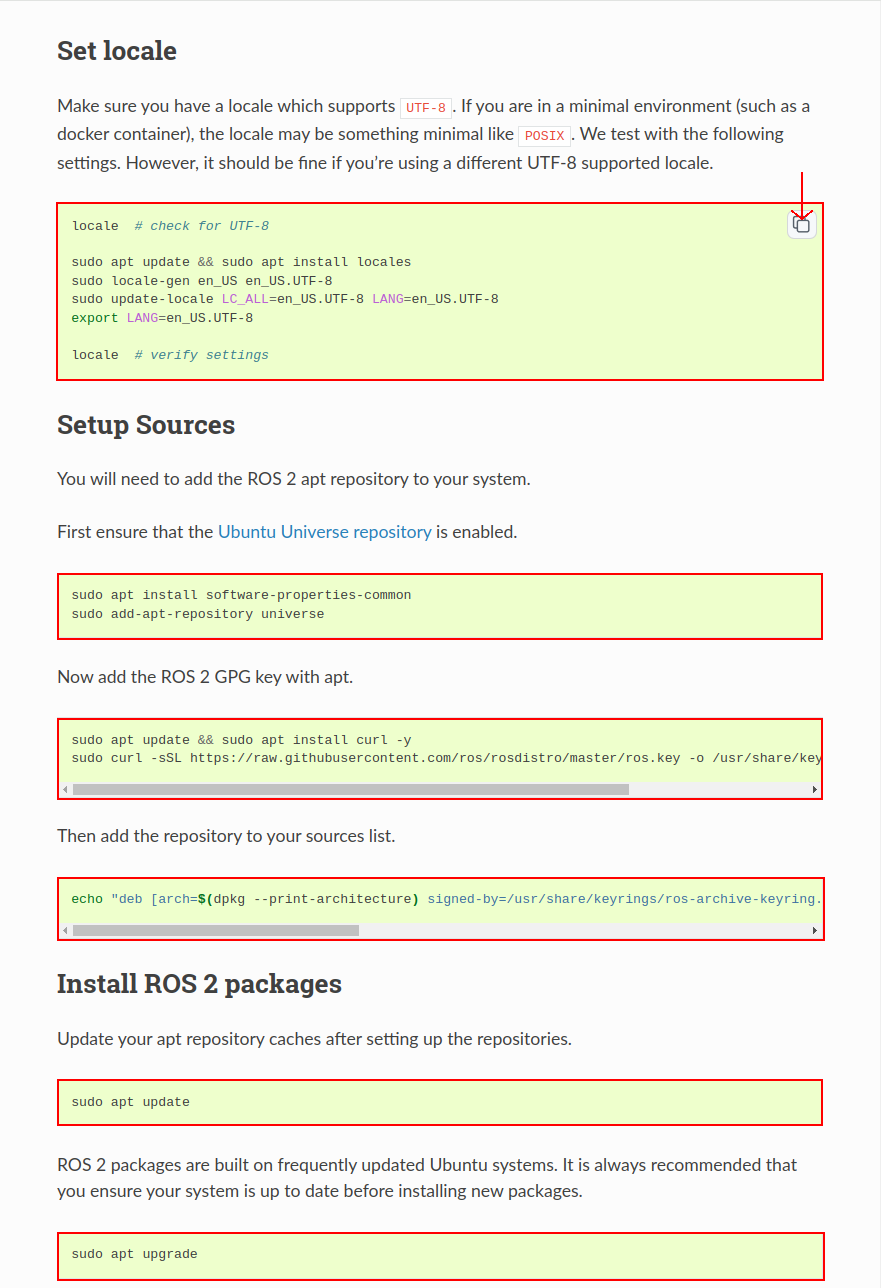 Set locale
Make sure you have a locale which supports UTF-8. If you are in a minimal environment (such as a
docker container), the locale may be something minimal like POSIX. We test with the following
settings. However, it should be fine if you’re using a different UTF-8 supported locale.
locale  # check for UTF-8
sudo apt update && sudo apt install locales
sudo locale-gen en_US en_US.UTF-8
sudo update-locale LC_ALL=en_US.UTF-8 LANG=en_US.UTF-8
export LANG=en_US.UTF-8
locale  # verify settings
Setup Sources
You will need to add the ROS 2 apt repository to your system.
First ensure that the Ubuntu Universe repository is enabled.
sudo apt install software-properties-common
sudo add-apt-repository universe
Now add the ROS 2 GPG key with apt.
sudo apt update && sudo apt install curl -y
sudo curl -sSL https://raw.githubusercontent.com/ros/rosdistro/master/ros.key -o /usr/share/key
Then add the repository to your sources list.
echo "deb [arch=$(dpkg --print-architecture) signed-by=/usr/share/keyrings/ros-archive-keyring.
Install ROS 2 packages
Update your apt repository caches after setting up the repositories.
sudo apt update
ROS 2 packages are built on frequently updated Ubuntu systems. It is always recommended that
you ensure your system is up to date before installing new packages.
sudo apt upgrade